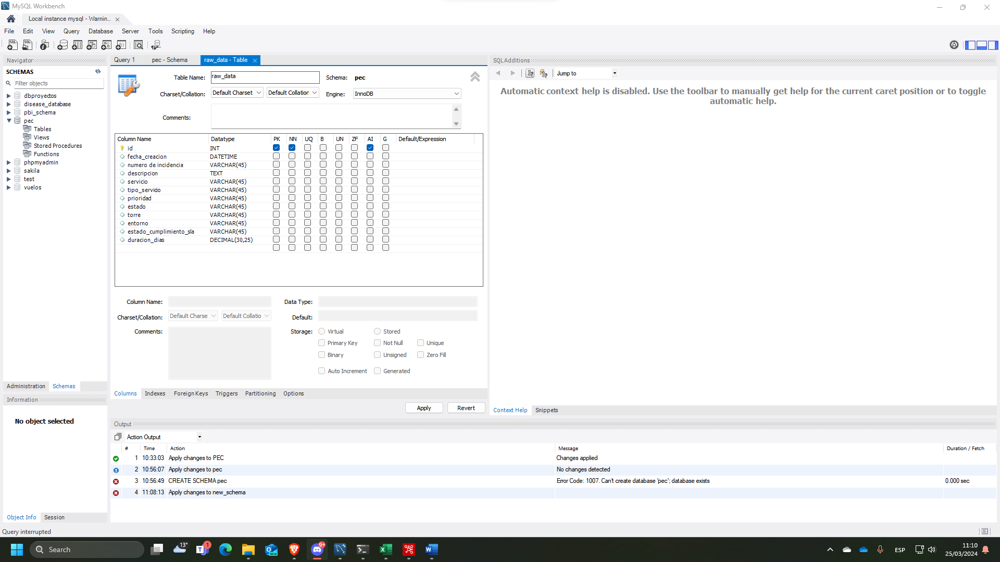 MySQL Workbench
Local instance mysql - Warnin...
File Edit View Query Database Server Tools Scripting Help
Navigator
SCHEMAS
Filter objects
dbproyectos
disease_database
pbi_schema
pec
Tables
Views
Stored Procedures
Functions
phpmyadmin
sakila
test
vuelos
Administration Schemas
Information
No object selected
Object Info Session
Query interrupted
Query 1 pec - Schema raw_data - Table
Table Name: raw_data Schema: pec
Charset/Collation: Default Charset Default Collation Engine: InnoDB
Comments:
Column Name Datatype PK NN UQ B UN ZF AI G Default/Expression
id INT
fecha_creacion DATETIME
numero de incidencia VARCHAR(45)
descripcion TEXT
servicio VARCHAR(45)
tipo_servicio VARCHAR(45)
prioridad VARCHAR(45)
estado VARCHAR(45)
torre VARCHAR(45)
entorno VARCHAR(45)
estado_cumplimiento_sla VARCHAR(45)
duracion_dias DECIMAL(30,25)
Column Name: Data Type:
Charset/Collation: Default Charse Default Collatio Default:
Comments: Storage: Virtual Stored
Primary Key Not Null Unique
Binary Unsigned Zero Fill
Auto Increment Generated
Columns Indexes Foreign Keys Triggers Partitioning Options
Apply Revert
SQLAdditions
Jump to
Automatic context help is disabled. Use the toolbar to manually get help for the current caret position or to toggle
automatic help.
Context Help Snippets
Output
Action Output
# Time Action Message Duration / Fetch
1 10:33:03 Apply changes to PEC Changes applied
2 10:56:07 Apply changes to pec No changes detected
3 10:56:49 CREATE SCHEMA pec Error Code: 1007. Can't create database 'pec'; database exists 0.000 sec
4 11:08:13 Apply changes to new_schema
Search
13°
1
NEW
9+
ESP
11:10
25/03/2024